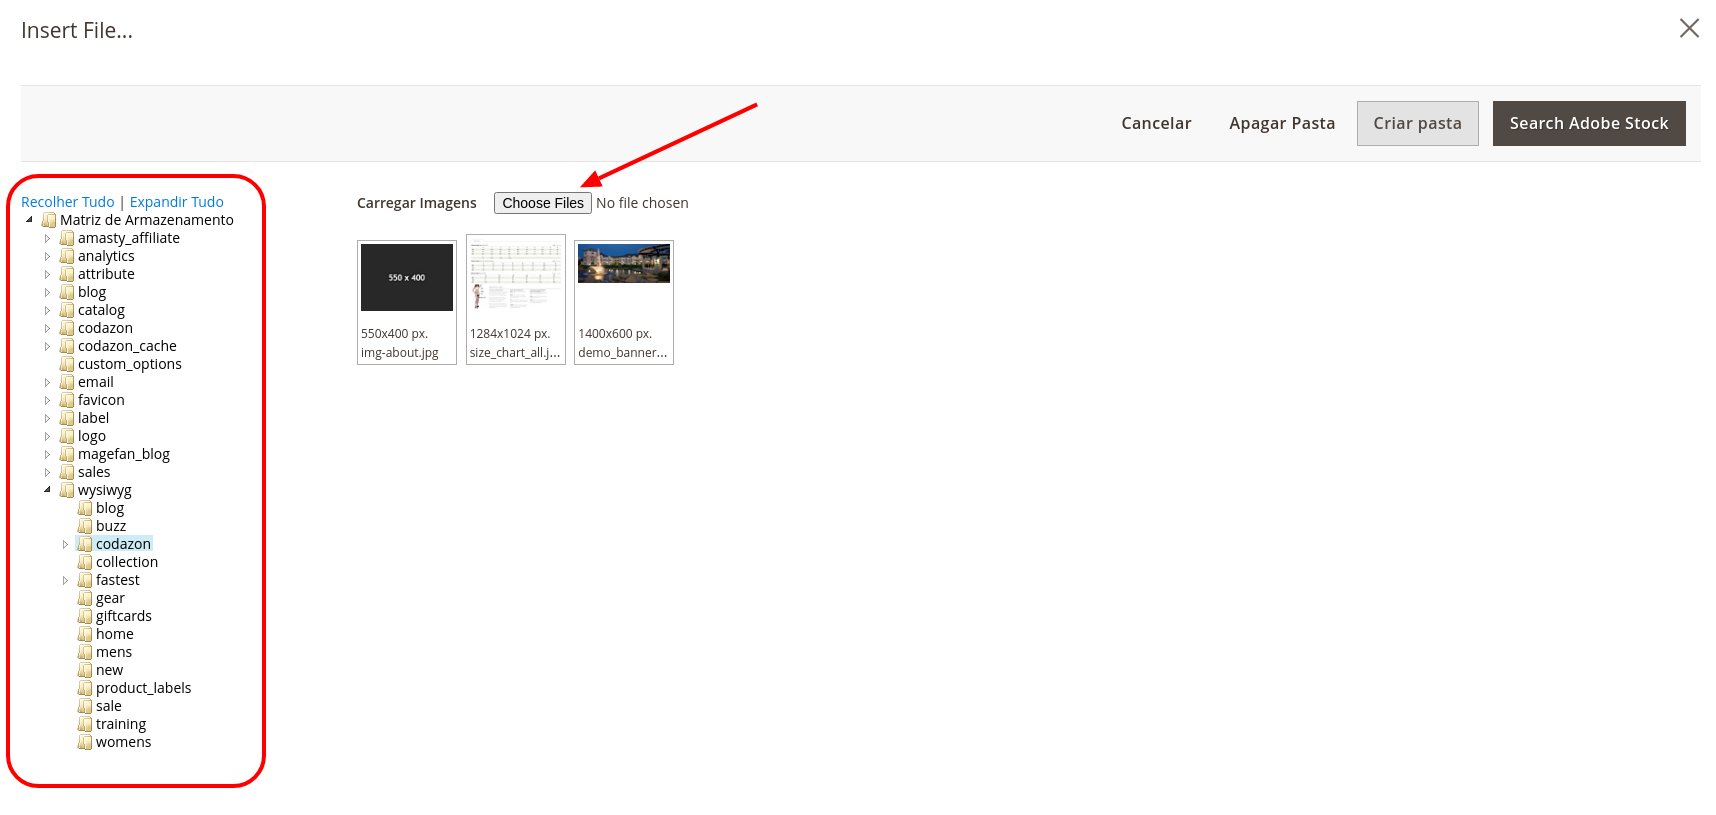 Insert File...
Cancelar
Apagar Pasta
Criar pasta
Search Adobe Stock
Recolher Tudo | Expandir Tudo
Matriz de Armazenamento
amasty_affiliate
analytics
attribute
blog
catalog
codazon
codazon_cache
custom_options
email
favicon
label
logo
magefan_blog
sales
wysiwyg
blog
buzz
codazon
collection
fastest
gear
giftcards
home
mens
new
product_labels
sale
training
womens
Carregar Imagens
Choose Files No file chosen
550 x 400
550x400 px.
img-about.jpg
1284x1024 px.
size_chart_all.j...
1400x600 px.
demo_banner...